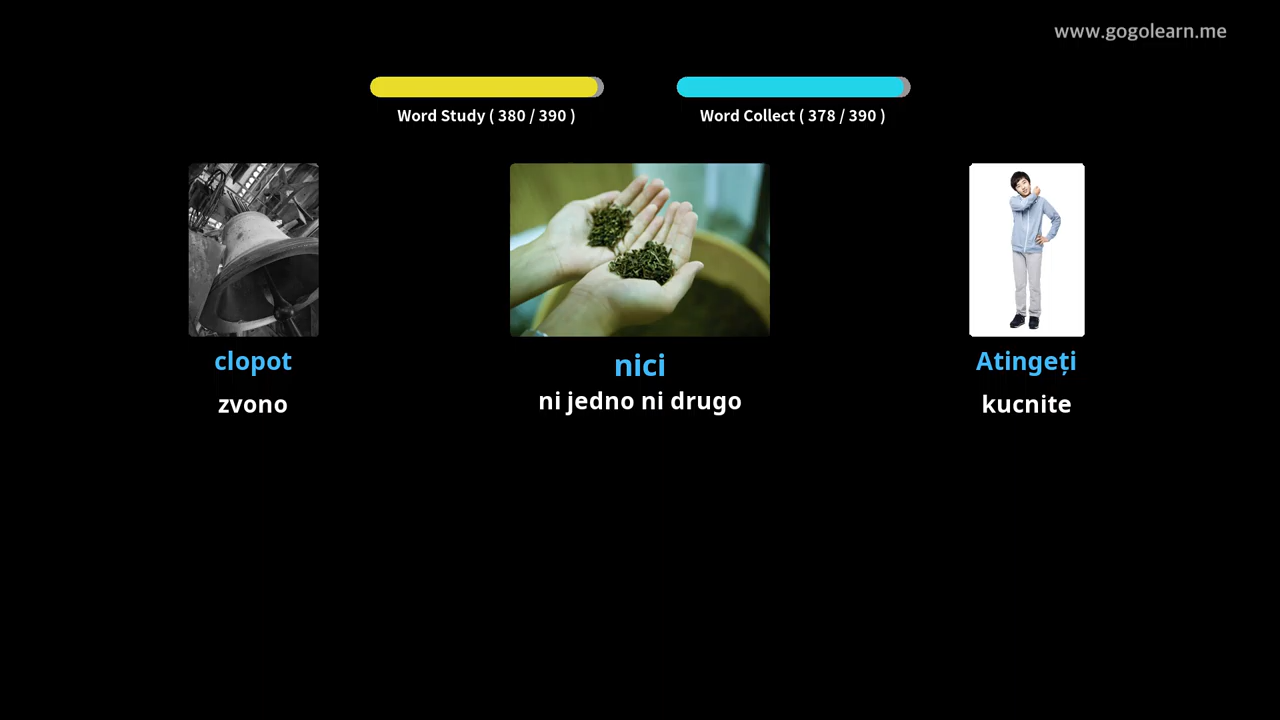 www.gogolearn.me
Word Study ( 380 / 390 )
Word Collect ( 378 / 390 )
clopot
nici
Atingeți
zvono
ni jedno ni drugo
kucnite